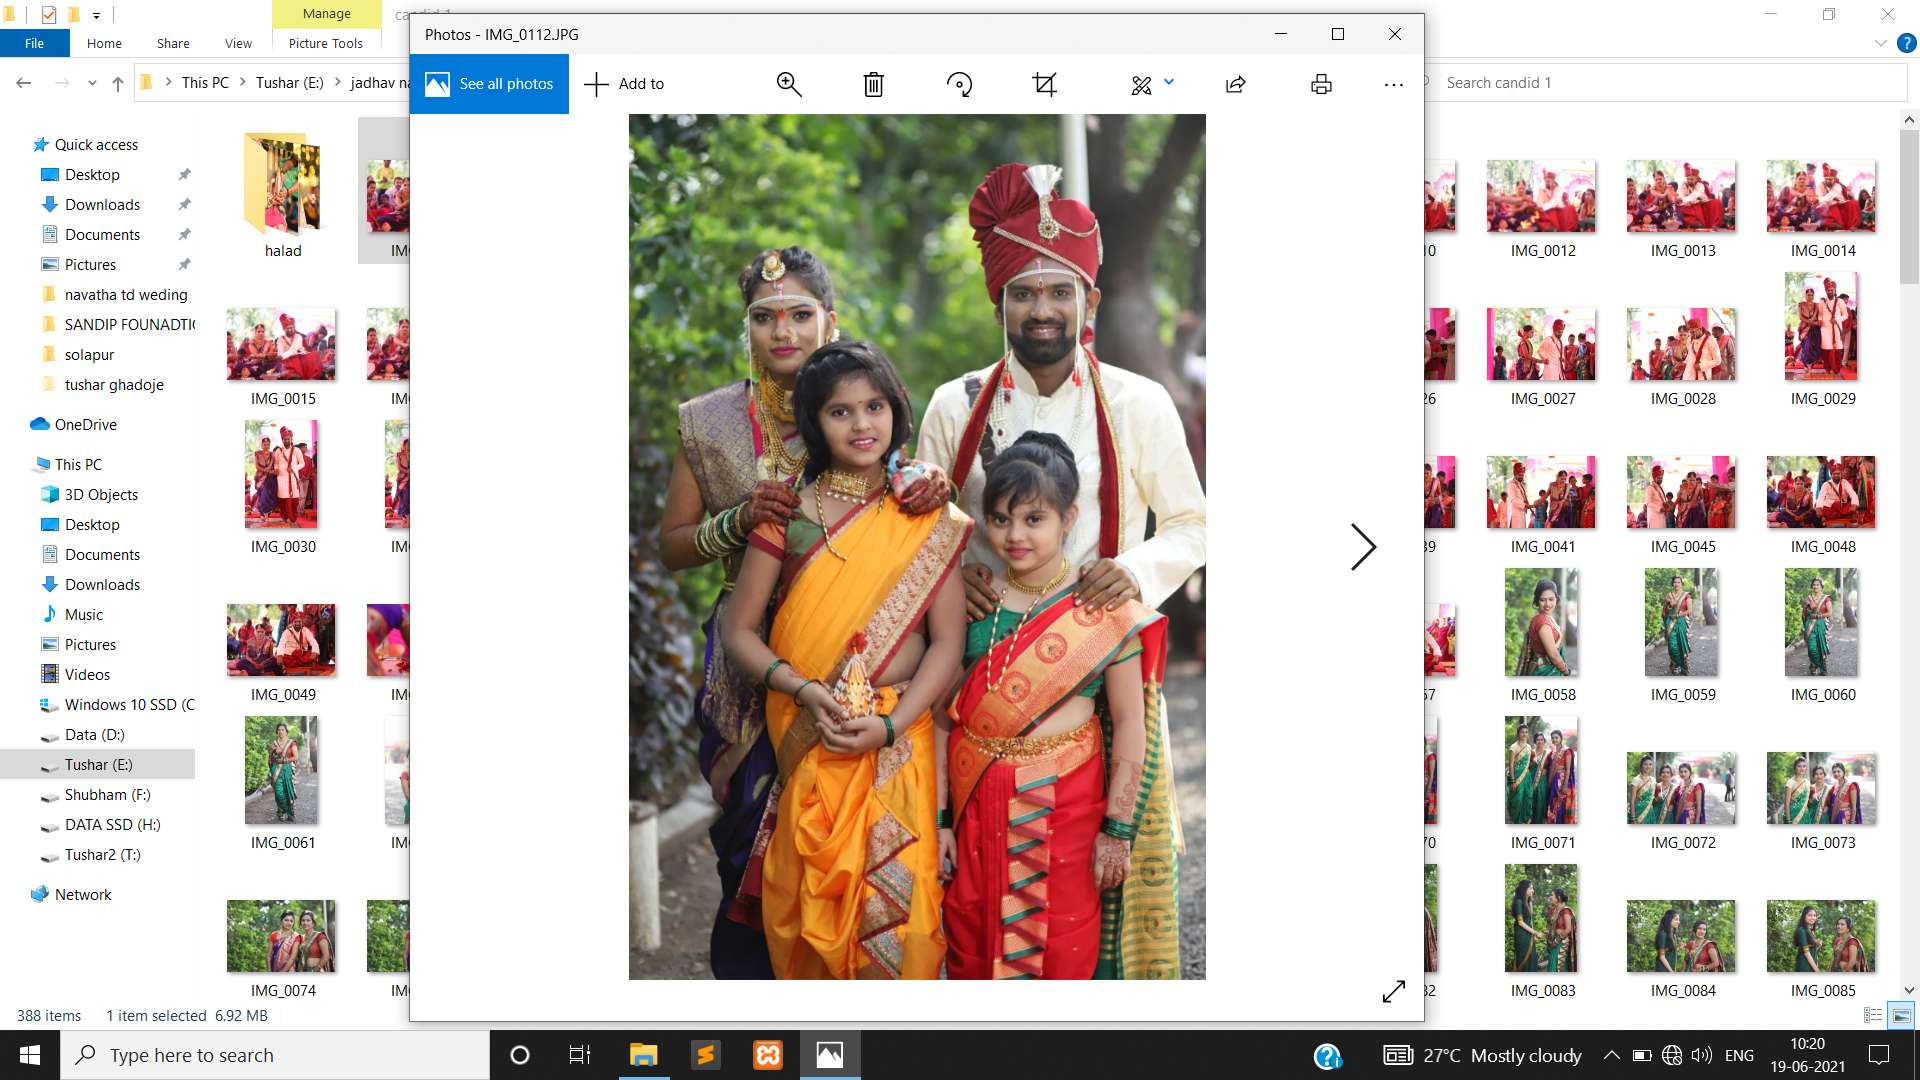 Manage
File
Home
Share
View
Picture Tools
Photos - IMG_0112.JPG
See all photos
Add to
This PC
Tushar (E:)
Search candid 1
Quick access
Desktop
Downloads
Documents
Pictures
navatha td weding
solapur
tushar ghadoje
OneDrive
This PC
3D Objects
Desktop
Documents
Downloads
Music
Pictures
Videos
Windows 10 SSD (C
Data (D:)
Tushar (E:)
Shubham (F:)
DATA SSD (H:)
Tushar2 (T:)
Network
halad
IMG_0012
IMG_0013
IMG_0014
IMG_0015
IMG_0027
IMG_0028
IMG_0029
IMG_0030
IMG_0041
IMG_0045
IMG_0048
IMG_0049
IMG_0058
IMG_0059
IMG_0060
IMG_0061
IMG_0071
IMG_0072
IMG_0073
IMG_0074
IMG_0083
IMG_0084
IMG_0085
388 items
1 item selected 6.92 MB
Type here to search
27°C Mostly cloudy
ENG
10:20
19-06-2021